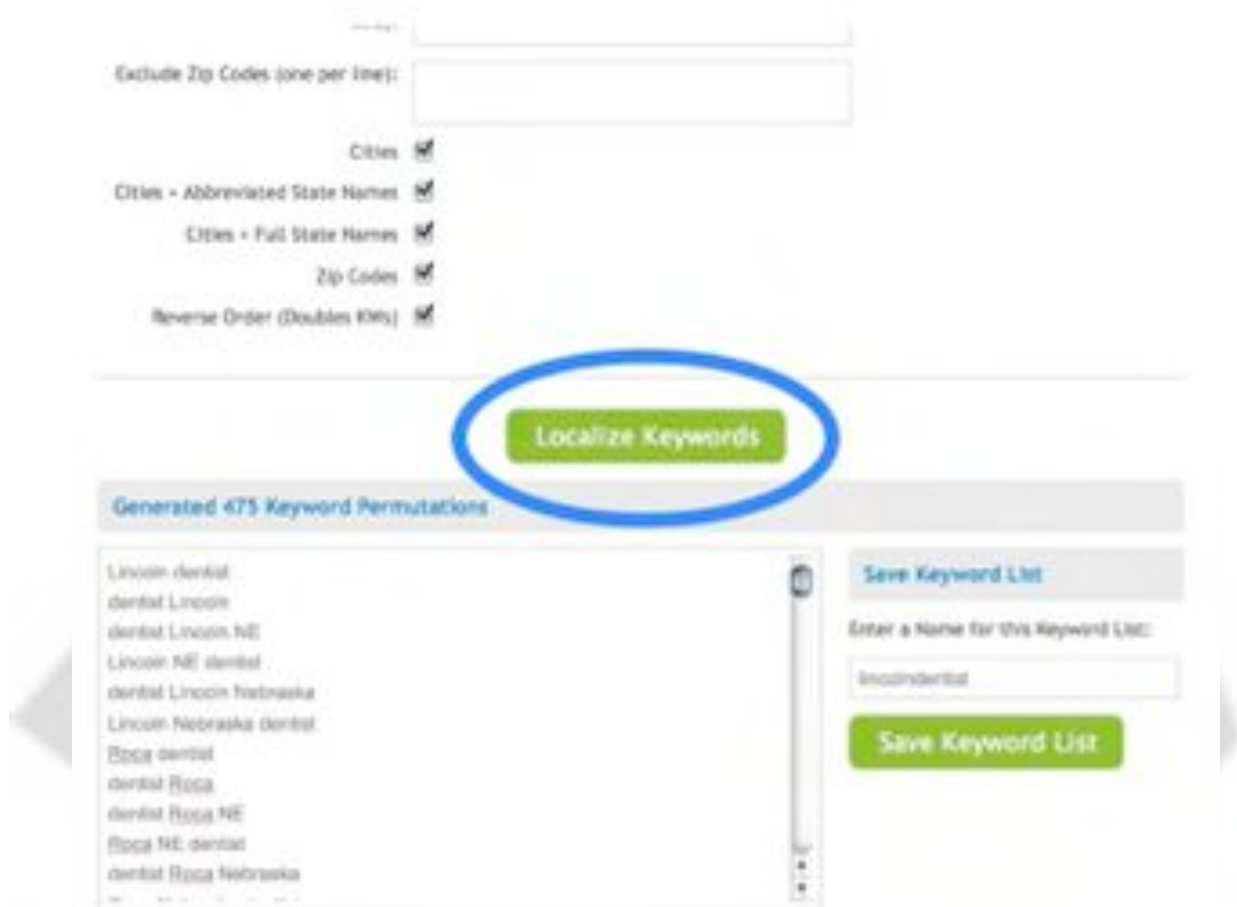 Exclude Zip Codes (one per line):
Cities
Cities + Abbreviated State Names
Cities + Full State Names
Zip Codes
Reverse Order (Doubles KWs)
Localize Keywords
Generated 475 Keyword Permutations
Lincoln dentist
dentist Lincoln
dentist Lincoln NE
Lincoln NE dentist
dentist Lincoln Nebraska
Lincoln Nebraska dentist
Roca dentist
dentist Roca
dentist Roca NE
Roca NE dentist
dentist Roca Nebraska
Save Keyword List
Enter a Name for this Keyword List:
lincolndentist
Save Keyword List